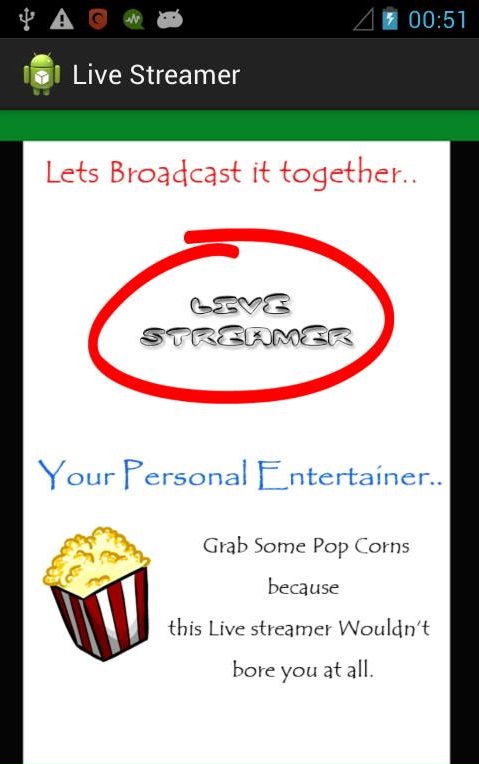 00:51
Live Streamer
Lets Broadcast it together..
LIVE
STREAMER
Your Personal Entertainer..
Grab Some Pop Corns
because
this Live streamer Wouldn't
bore you at all.